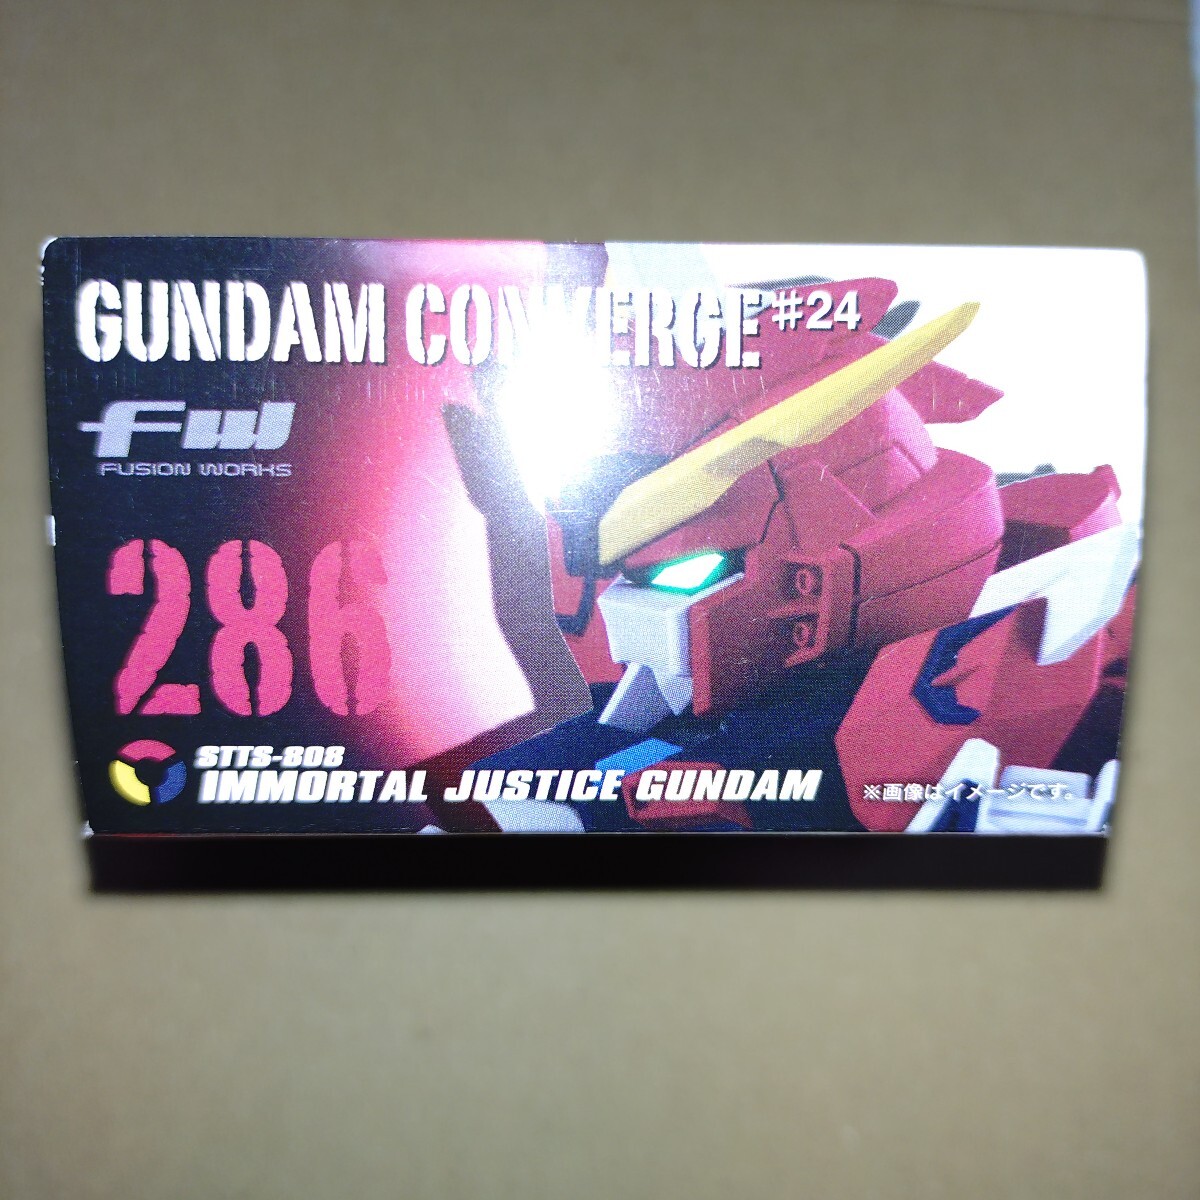 GUNDAM CONVERGE #24
FW
FUSION WORKS
286
STTS-808
IMMORTAL JUSTICE GUNDAM
※画像はイメージです。